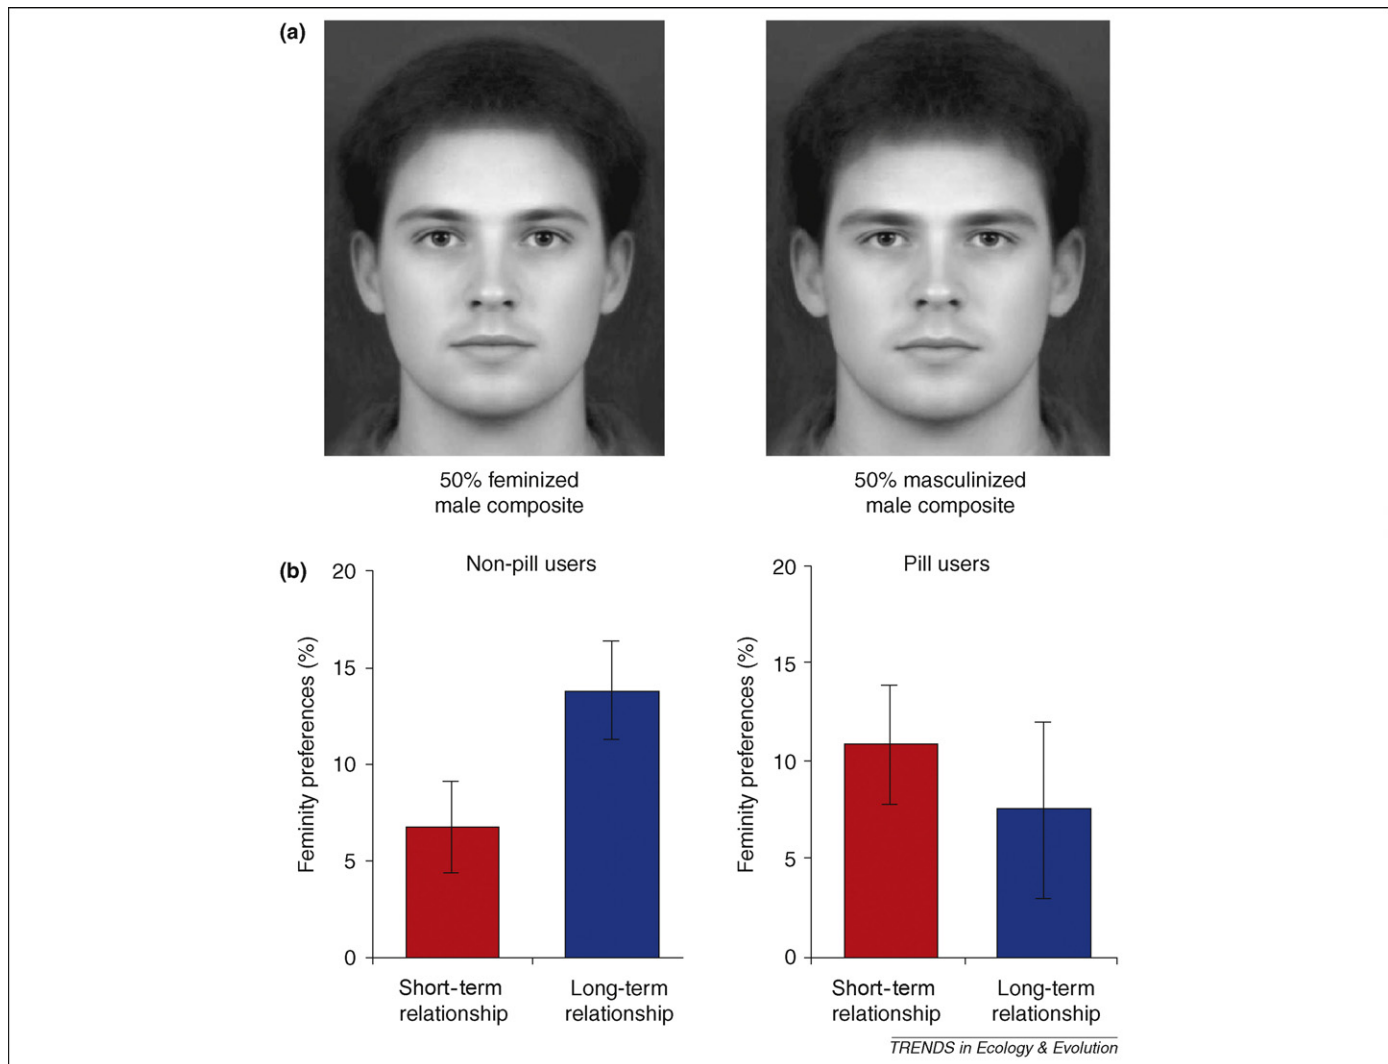 (a)
50% feminized
male composite
50% masculinized
male composite
(b)
Non-pill users
Feminity preferences (%)
20
15
10
5
0
Short-term
relationship
Long-term
relationship
Pill users
Feminity preferences (%)
20
15
10
5
0
Short-term
relationship
Long-term
relationship
TRENDS in Ecology & Evolution